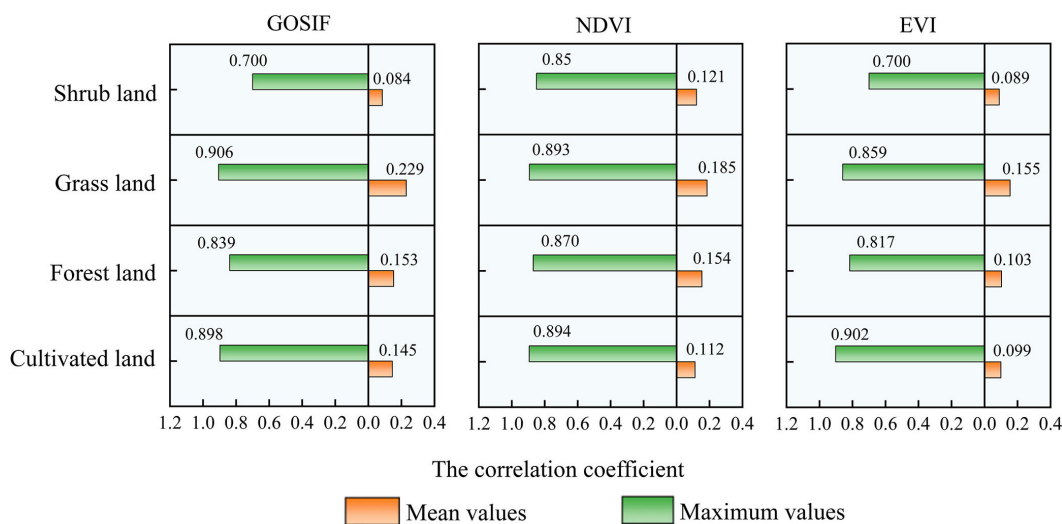 GOSIF NDVI EVI
Shrub land 0.700 0.084 0.85 0.121 0.700 0.089
Grass land 0.906 0.229 0.893 0.185 0.859 0.155
Forest land 0.839 0.153 0.870 0.154 0.817 0.103
Cultivated land 0.898 0.145 0.894 0.112 0.902 0.099
1.2 1.0 0.8 0.6 0.4 0.2 0.0 0.2 0.4 1.2 1.0 0.8 0.6 0.4 0.2 0.0 0.2 0.4 1.2 1.0 0.8 0.6 0.4 0.2 0.0 0.2 0.4
The correlation coefficient
Mean values Maximum values